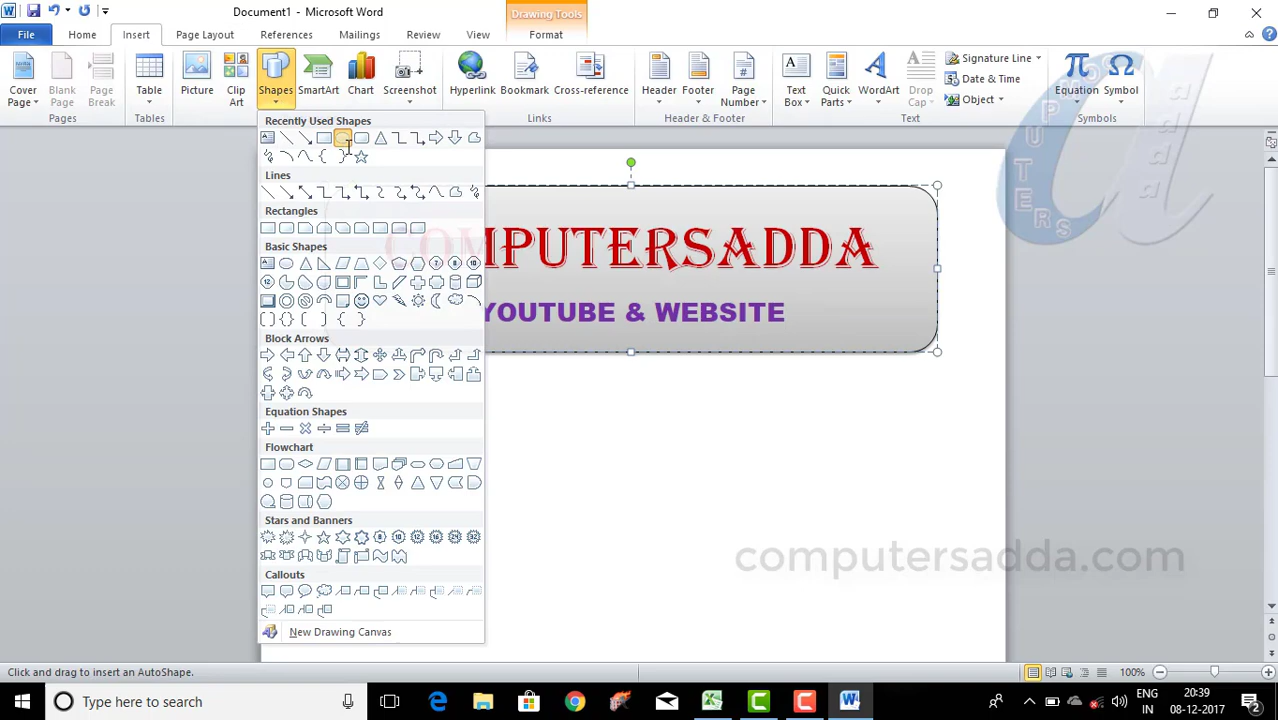 Document1 - Microsoft Word
Drawing Tools
File Home Insert Page Layout References Mailings Review View Format
Cover Page
Blank Page
Page Break
Table
Picture
Clip Art
Shapes
SmartArt
Chart
Screenshot
Hyperlink
Bookmark
Cross-reference
Header
Footer
Page Number
Text Box
Quick Parts
WordArt
Drop Cap
Signature Line
Date & Time
Object
Equation
Symbol
Pages
Tables
Links
Header & Footer
Text
Symbols
Recently Used Shapes
Lines
Rectangles
Basic Shapes
Block Arrows
Equation Shapes
Flowchart
Stars and Banners
Callouts
New Drawing Canvas
COMPUTERSADDA
YOUTUBE & WEBSITE
computersadda.com
Click and drag to insert an AutoShape.
100%
Type here to search
ENG
IN
20:39
08-12-2017
2